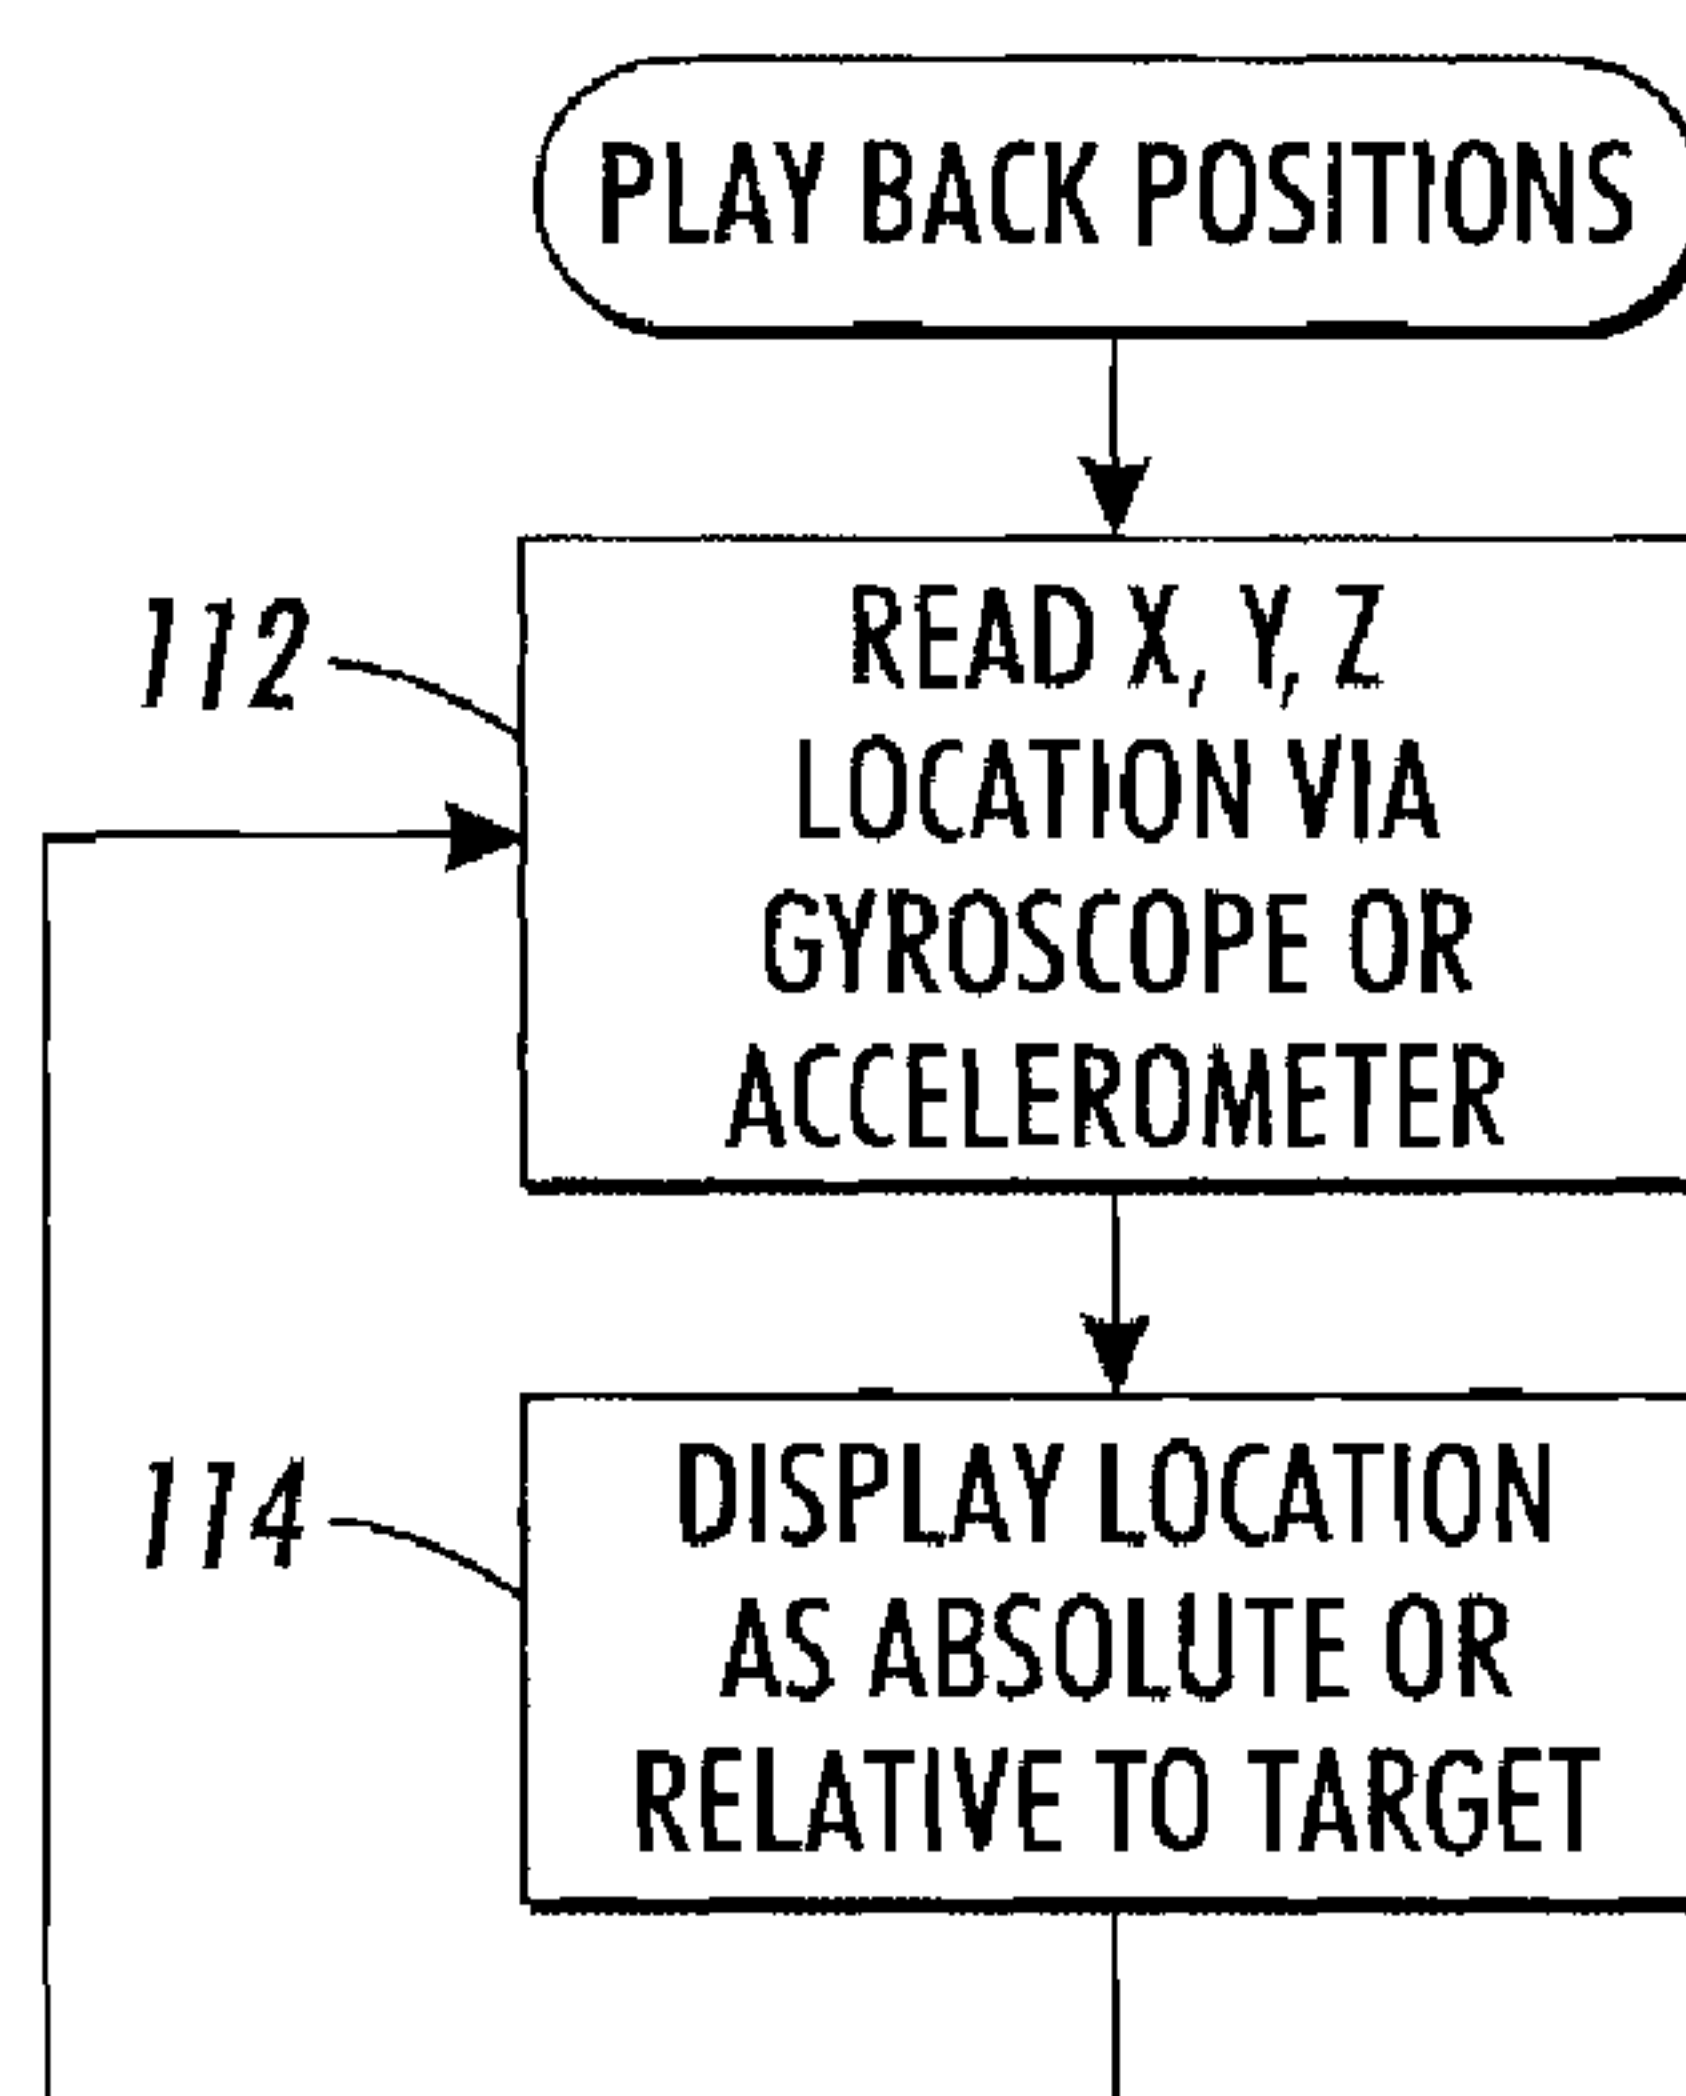 PLAY BACK POSITIONS
112
READ X, Y, Z
LOCATION VIA
GYROSCOPE OR
ACCELEROMETER
114
DISPLAY LOCATION
AS ABSOLUTE OR
RELATIVE TO TARGET